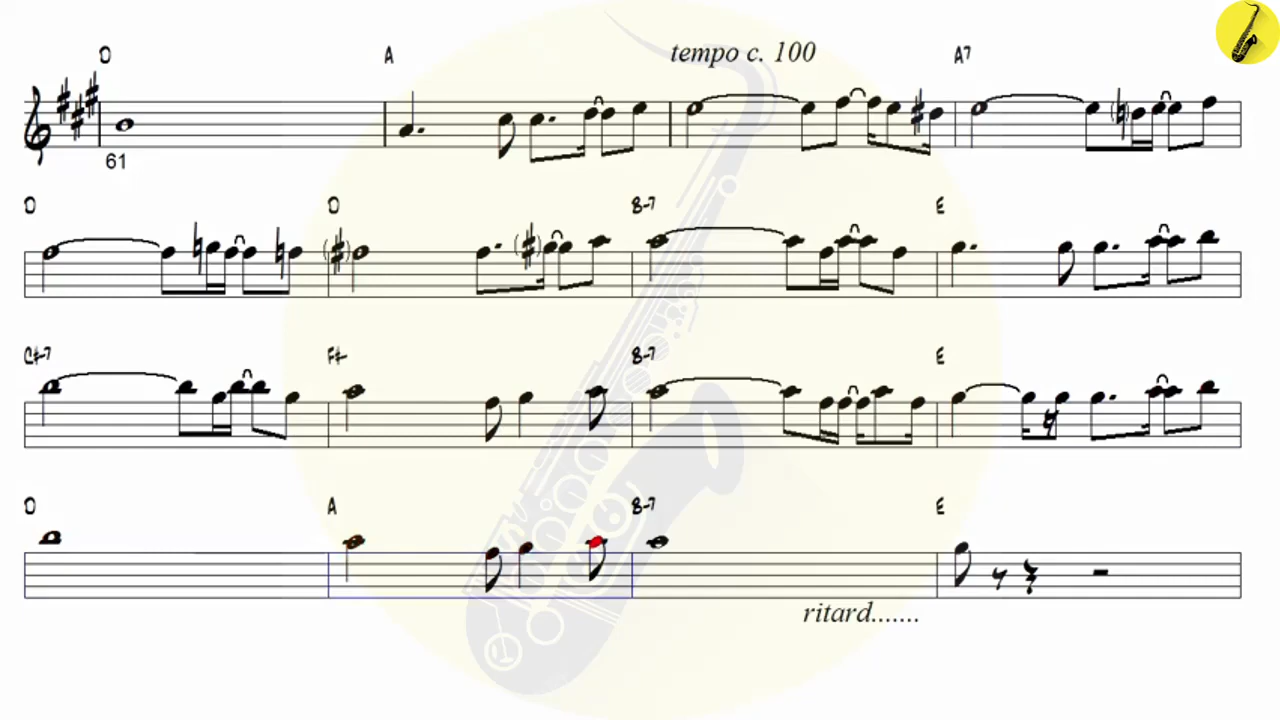 D A tempo c. 100 A7
61
D D B-7 E
C#-7 F#- B-7 E
D A B-7 E
ritard.......